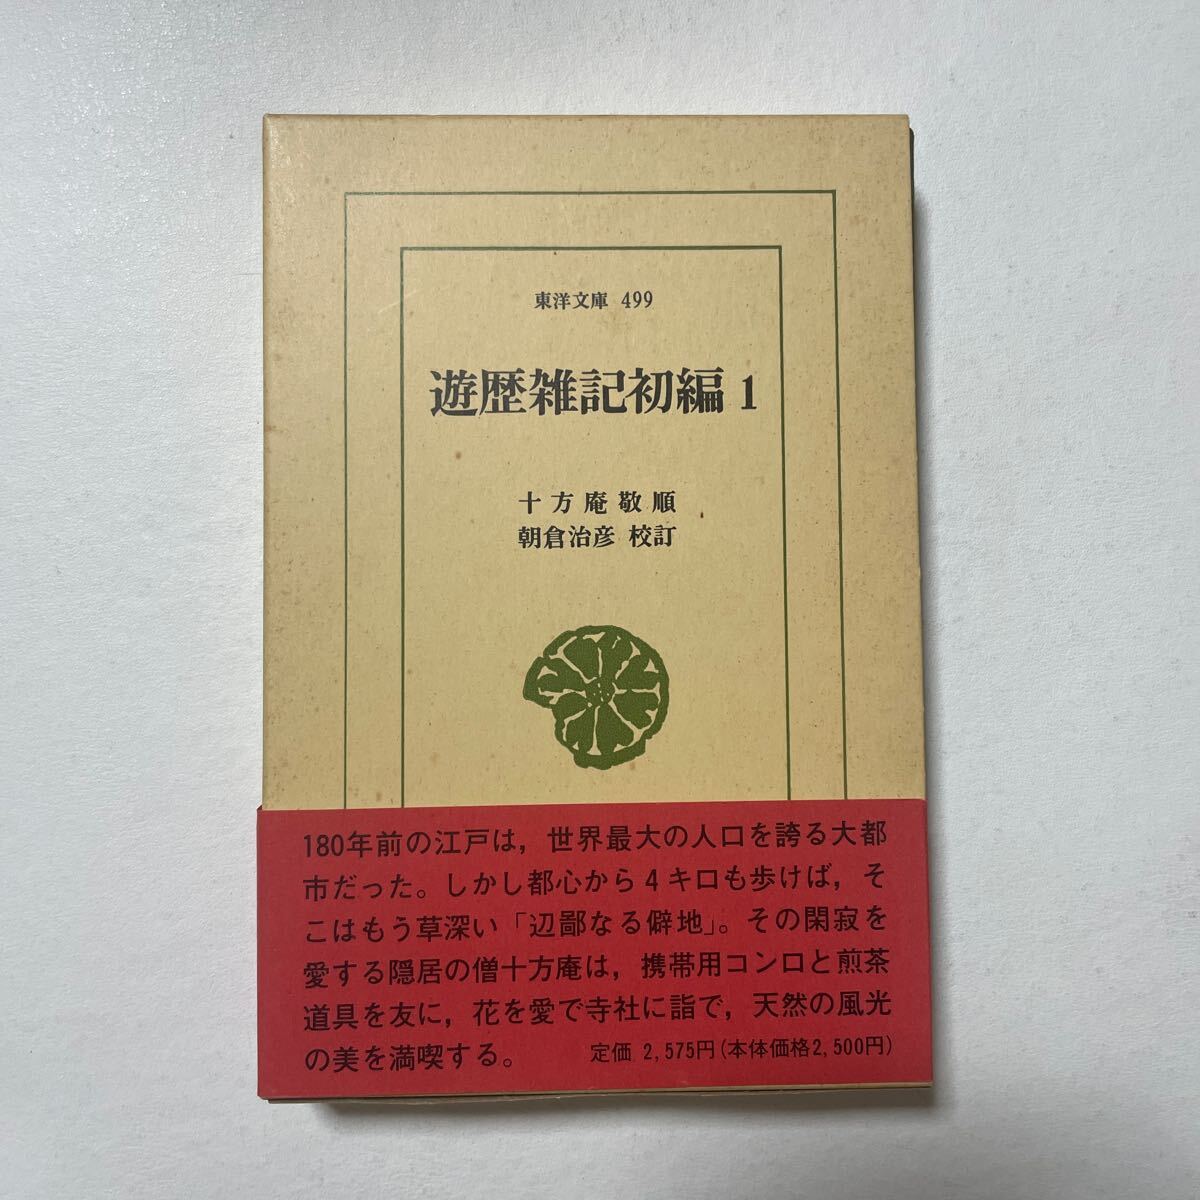 東洋文庫 499
遊歴雑記初編 1
十方庵敬順
朝倉治彦 校訂
180年前の江戸は，世界最大の人口を誇る大都
市だった。しかし都心から4キロも歩けば，そ
こはもう草深い「辺鄙なる僻地」。その閑寂を
愛する隠居の僧十方庵は，携帯用コンロと煎茶
道具を友に，花を愛で寺社に詣で，天然の風光
の美を満喫する。 定価 2,575円(本体価格2,500円)